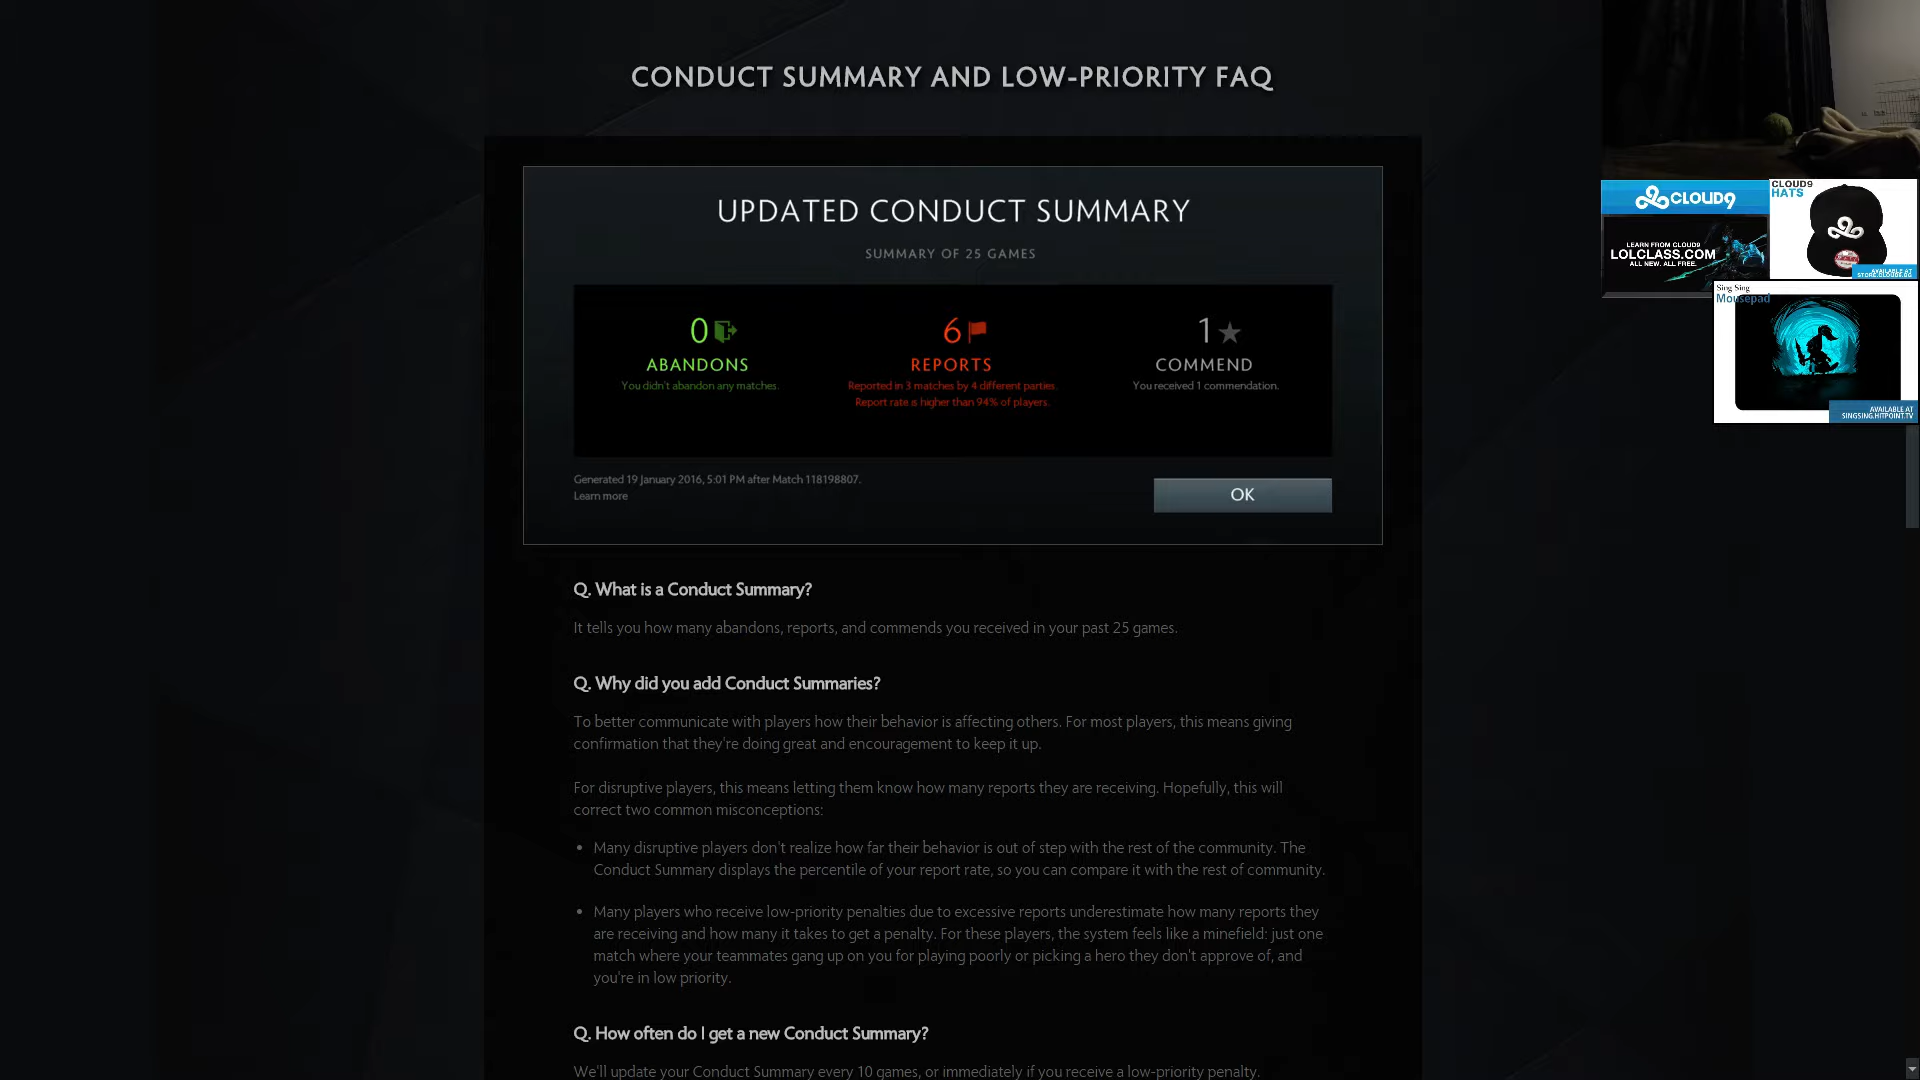 CONDUCT SUMMARY AND LOW-PRIORITY FAQ
UPDATED CONDUCT SUMMARY
SUMMARY OF 25 GAMES
0
ABANDONS
You didn't abandon any matches.
6
REPORTS
Reported in 3 matches by 4 different parties.
Report rate is higher than 94% of players.
1
COMMEND
You received 1 commendation.
Generated 19 January 2016, 5:01 PM after Match 118198807.
Learn more
OK
Q. What is a Conduct Summary?
It tells you how many abandons, reports, and commends you received in your past 25 games.
Q. Why did you add Conduct Summaries?
To better communicate with players how their behavior is affecting others. For most players, this means giving
confirmation that they're doing great and encouragement to keep it up.
For disruptive players, this means letting them know how many reports they are receiving. Hopefully, this will
correct two common misconceptions:
• Many disruptive players don't realize how far their behavior is out of step with the rest of the community. The
Conduct Summary displays the percentile of your report rate, so you can compare it with the rest of community.
• Many players who receive low-priority penalties due to excessive reports underestimate how many reports they
are receiving and how many it takes to get a penalty. For these players, the system feels like a minefield: just one
match where your teammates gang up on you for playing poorly or picking a hero they don't approve of, and
you're in low priority.
Q. How often do I get a new Conduct Summary?
We'll update your Conduct Summary every 10 games, or immediately if you receive a low-priority penalty.
CLOUD9
LEARN FROM CLOUD9
LOLCLASS.COM
ALL NEW. ALL FREE.
CLOUD9
HATS
AVAILABLE AT
STORE.CLOUD9.GG
Sing Sing
Mousepad
AVAILABLE AT
SINGSING.HITPOINT.TV